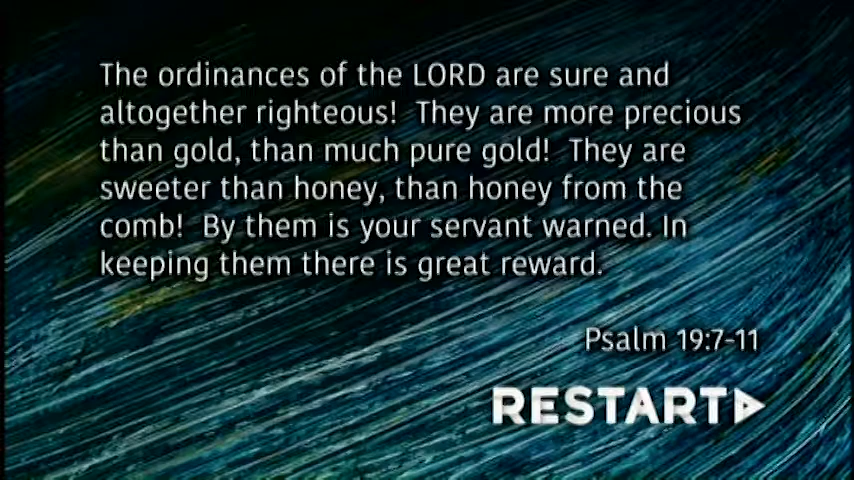 The ordinances of the LORD are sure and
altogether righteous!  They are more precious
than gold, than much pure gold!  They are
sweeter than honey, than honey from the
comb!  By them is your servant warned. In
keeping them there is great reward.
Psalm 19:7-11
RESTART